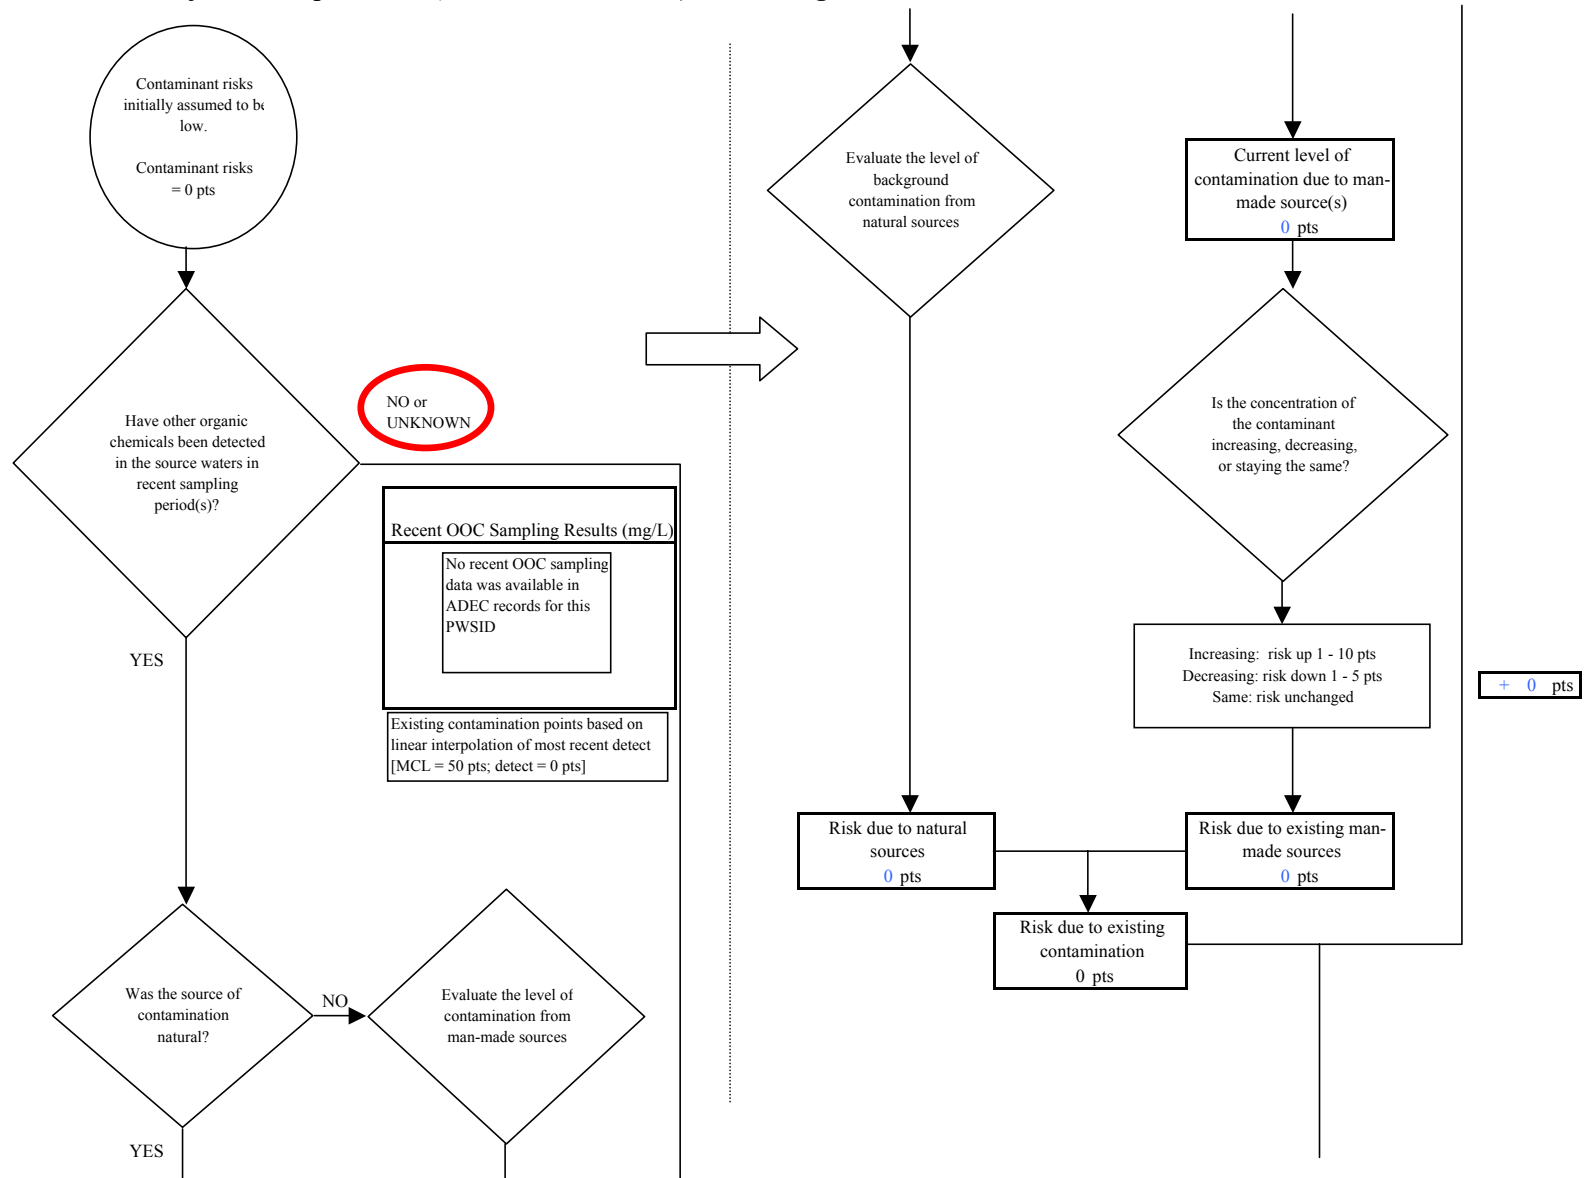 Contaminant risks
initially assumed to be
low.
Contaminant risks
= 0 pts
Have other organic
chemicals been detected
in the source waters in
recent sampling
period(s)?
NO or
UNKNOWN
Recent OOC Sampling Results (mg/L)
No recent OOC sampling
data was available in
ADEC records for this
PWSID
Existing contamination points based on
linear interpolation of most recent detect
[MCL = 50 pts; detect = 0 pts]
YES
Was the source of
contamination
natural?
NO
Evaluate the level of
contamination from
man-made sources
YES
Evaluate the level of
background
contamination from
natural sources
Current level of
contamination due to man-
made source(s)
0 pts
Is the concentration of
the contaminant
increasing, decreasing,
or staying the same?
Increasing: risk up 1 - 10 pts
Decreasing: risk down 1 - 5 pts
Same: risk unchanged
+ 0 pts
Risk due to natural
sources
0 pts
Risk due to existing man-
made sources
0 pts
Risk due to existing
contamination
0 pts